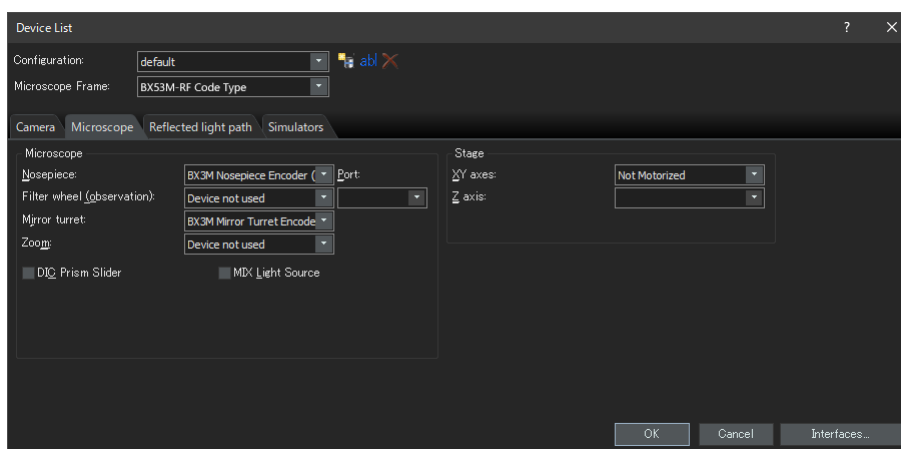 Device List ? ×
Configuration: default abl
Microscope Frame: BX53M-RF Code Type
Camera Microscope Reflected light path Simulators
Microscope
Nosepiece: BX3M Nosepiece Encoder ( Port:
Filter wheel (observation): Device not used
Mirror turret: BX3M Mirror Turret Encode
Zoom: Device not used
DIC Prism Slider MIX Light Source
Stage
XY axes: Not Motorized
Z axis:
OK Cancel Interfaces...